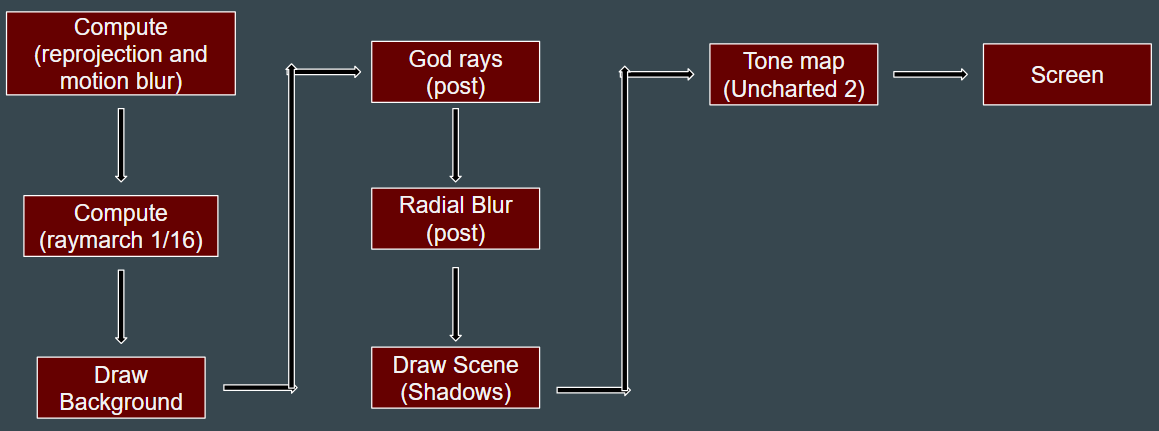 Compute
(reprojection and
motion blur)
Compute
(raymarch 1/16)
Draw
Background
God rays
(post)
Radial Blur
(post)
Draw Scene
(Shadows)
Tone map
(Uncharted 2)
Screen